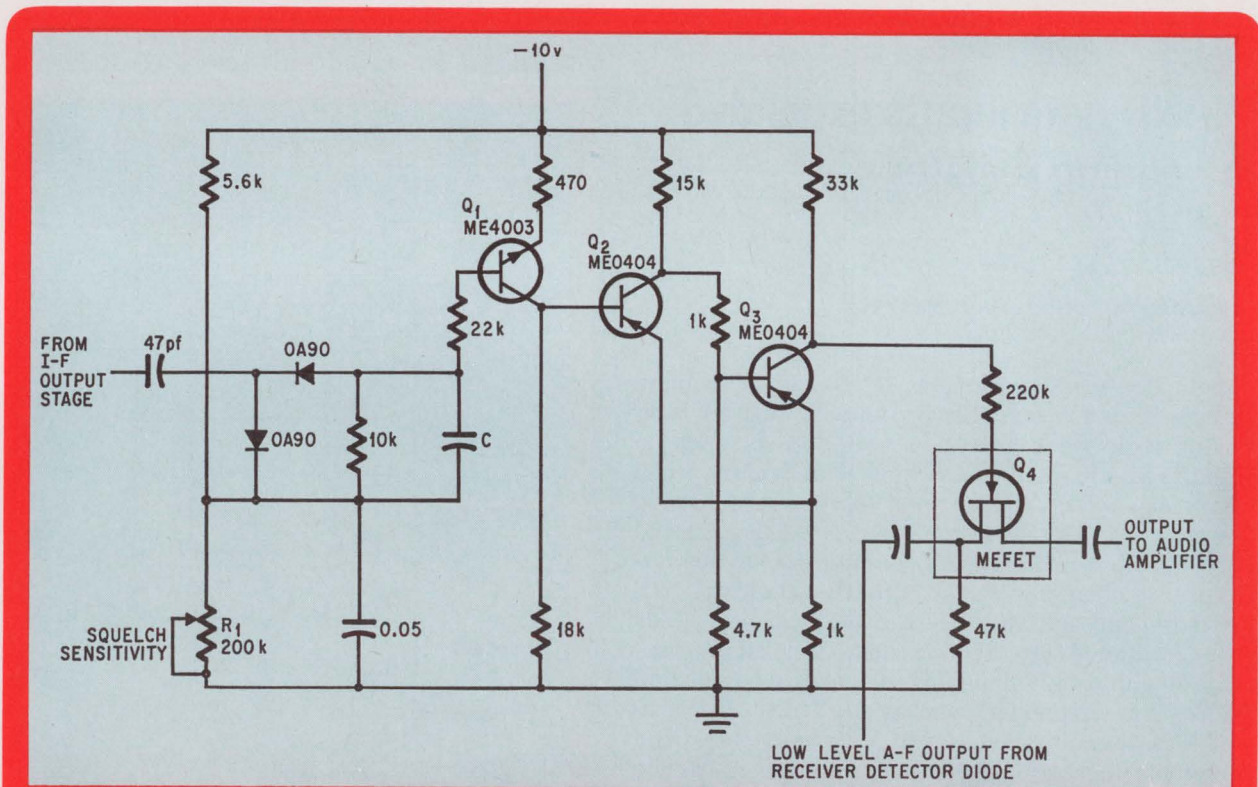 -10v
5.6k
470
15k
33k
Q1
ME4003
Q2
ME0404
22k
1k
Q3
ME0404
FROM
I-F
OUTPUT
STAGE
47pf
OA90
OA90
10k
C
220k
Q4
MEFET
OUTPUT
TO AUDIO
AMPLIFIER
SQUELCH
SENSITIVITY
R1
200k
0.05
18k
4.7k
1k
47k
LOW LEVEL A-F OUTPUT FROM
RECEIVER DETECTOR DIODE